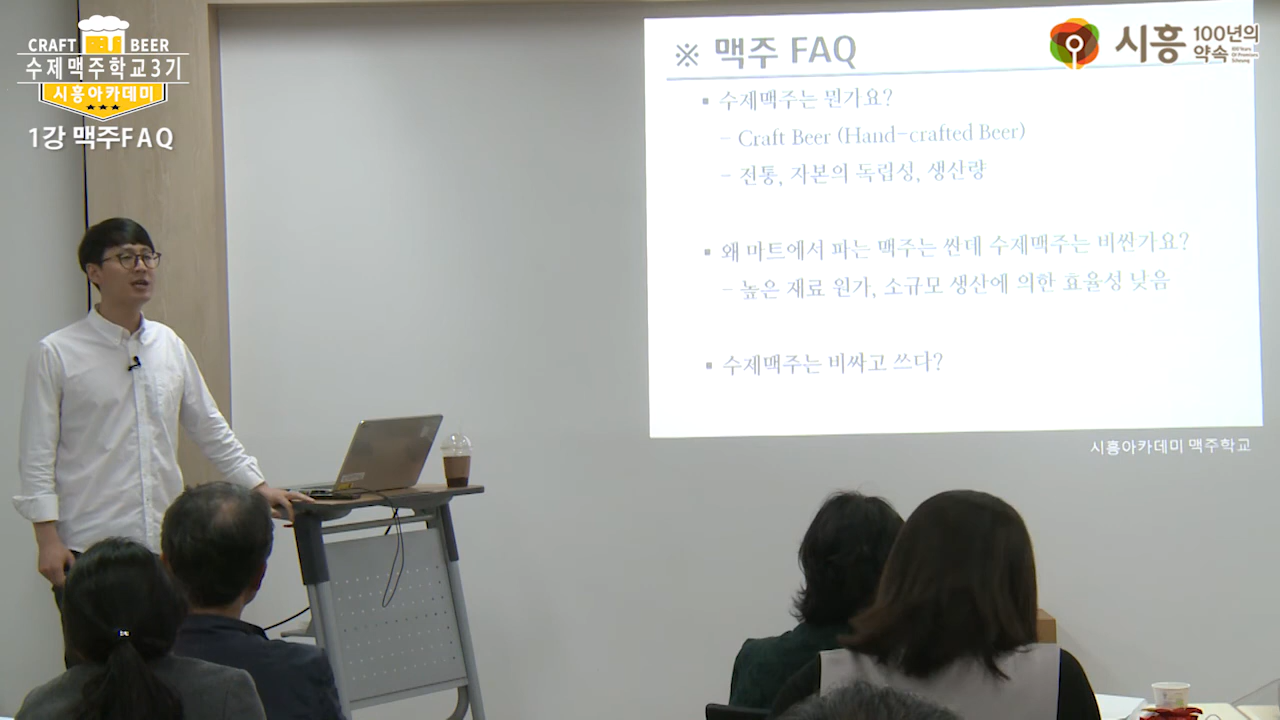 CRAFT BEER
수제맥주학교3기
시흥아카데미
1강 맥주FAQ
시흥 100년의 약속
※ 맥주 FAQ
▪ 수제맥주는 뭔가요?
- Craft Beer (Hand-crafted Beer)
- 전통, 자본의 독립성, 생산량
▪ 왜 마트에서 파는 맥주는 싼데 수제맥주는 비싼가요?
- 높은 재료 원가, 소규모 생산에 의한 효율성 낮음
▪ 수제맥주는 비싸고 쓰다?
시흥아카데미 맥주학교